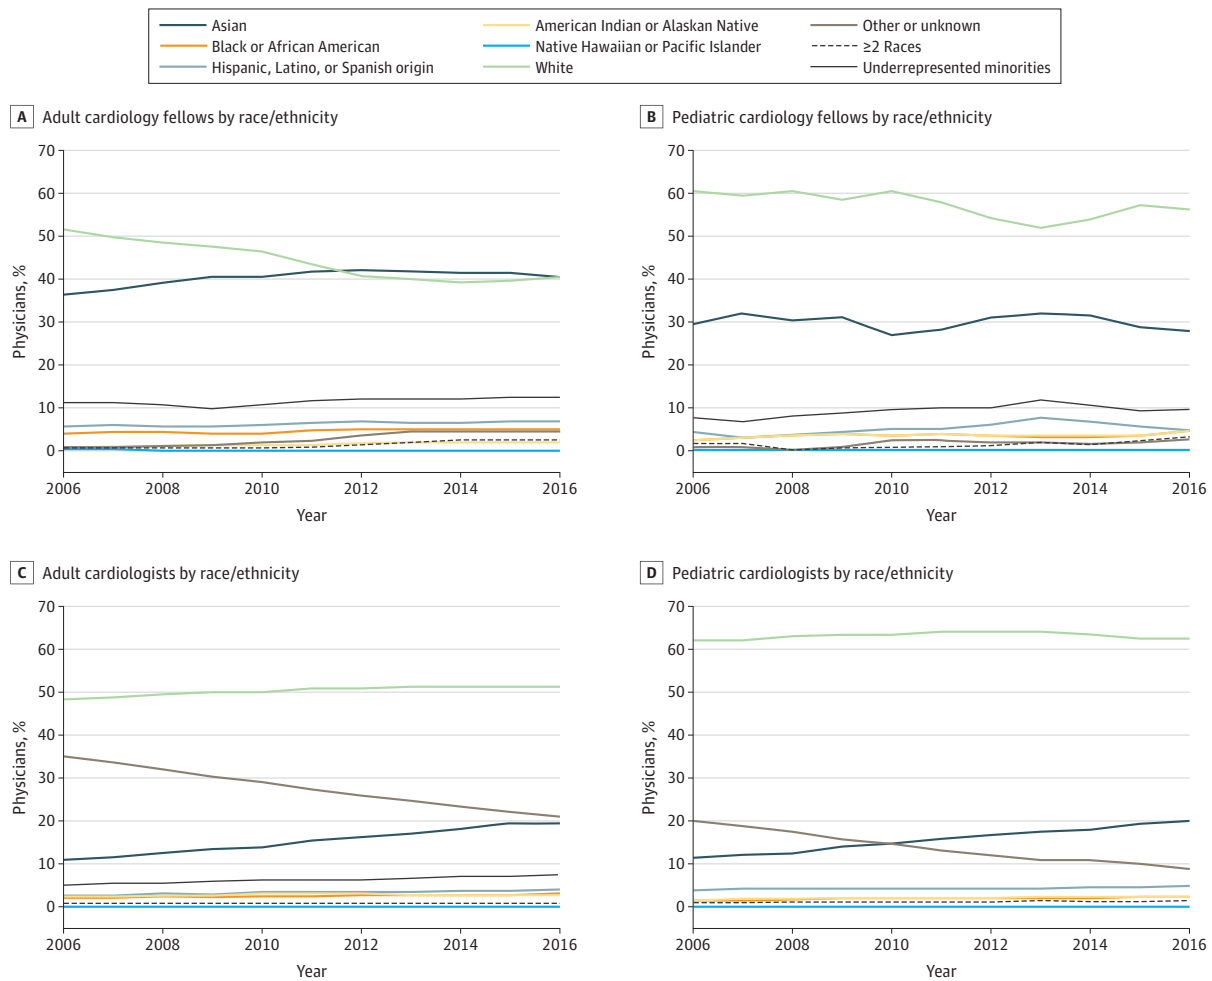 Asian
Black or African American
Hispanic, Latino, or Spanish origin
American Indian or Alaskan Native
Native Hawaiian or Pacific Islander
White
Other or unknown
≥2 Races
Underrepresented minorities
A Adult cardiology fellows by race/ethnicity
70
60
50
40
30
20
10
0
Physicians, %
2006 2008 2010 2012 2014 2016
Year
B Pediatric cardiology fellows by race/ethnicity
70
60
50
40
30
20
10
0
Physicians, %
2006 2008 2010 2012 2014 2016
Year
C Adult cardiologists by race/ethnicity
70
60
50
40
30
20
10
0
Physicians, %
2006 2008 2010 2012 2014 2016
Year
D Pediatric cardiologists by race/ethnicity
70
60
50
40
30
20
10
0
Physicians, %
2006 2008 2010 2012 2014 2016
Year